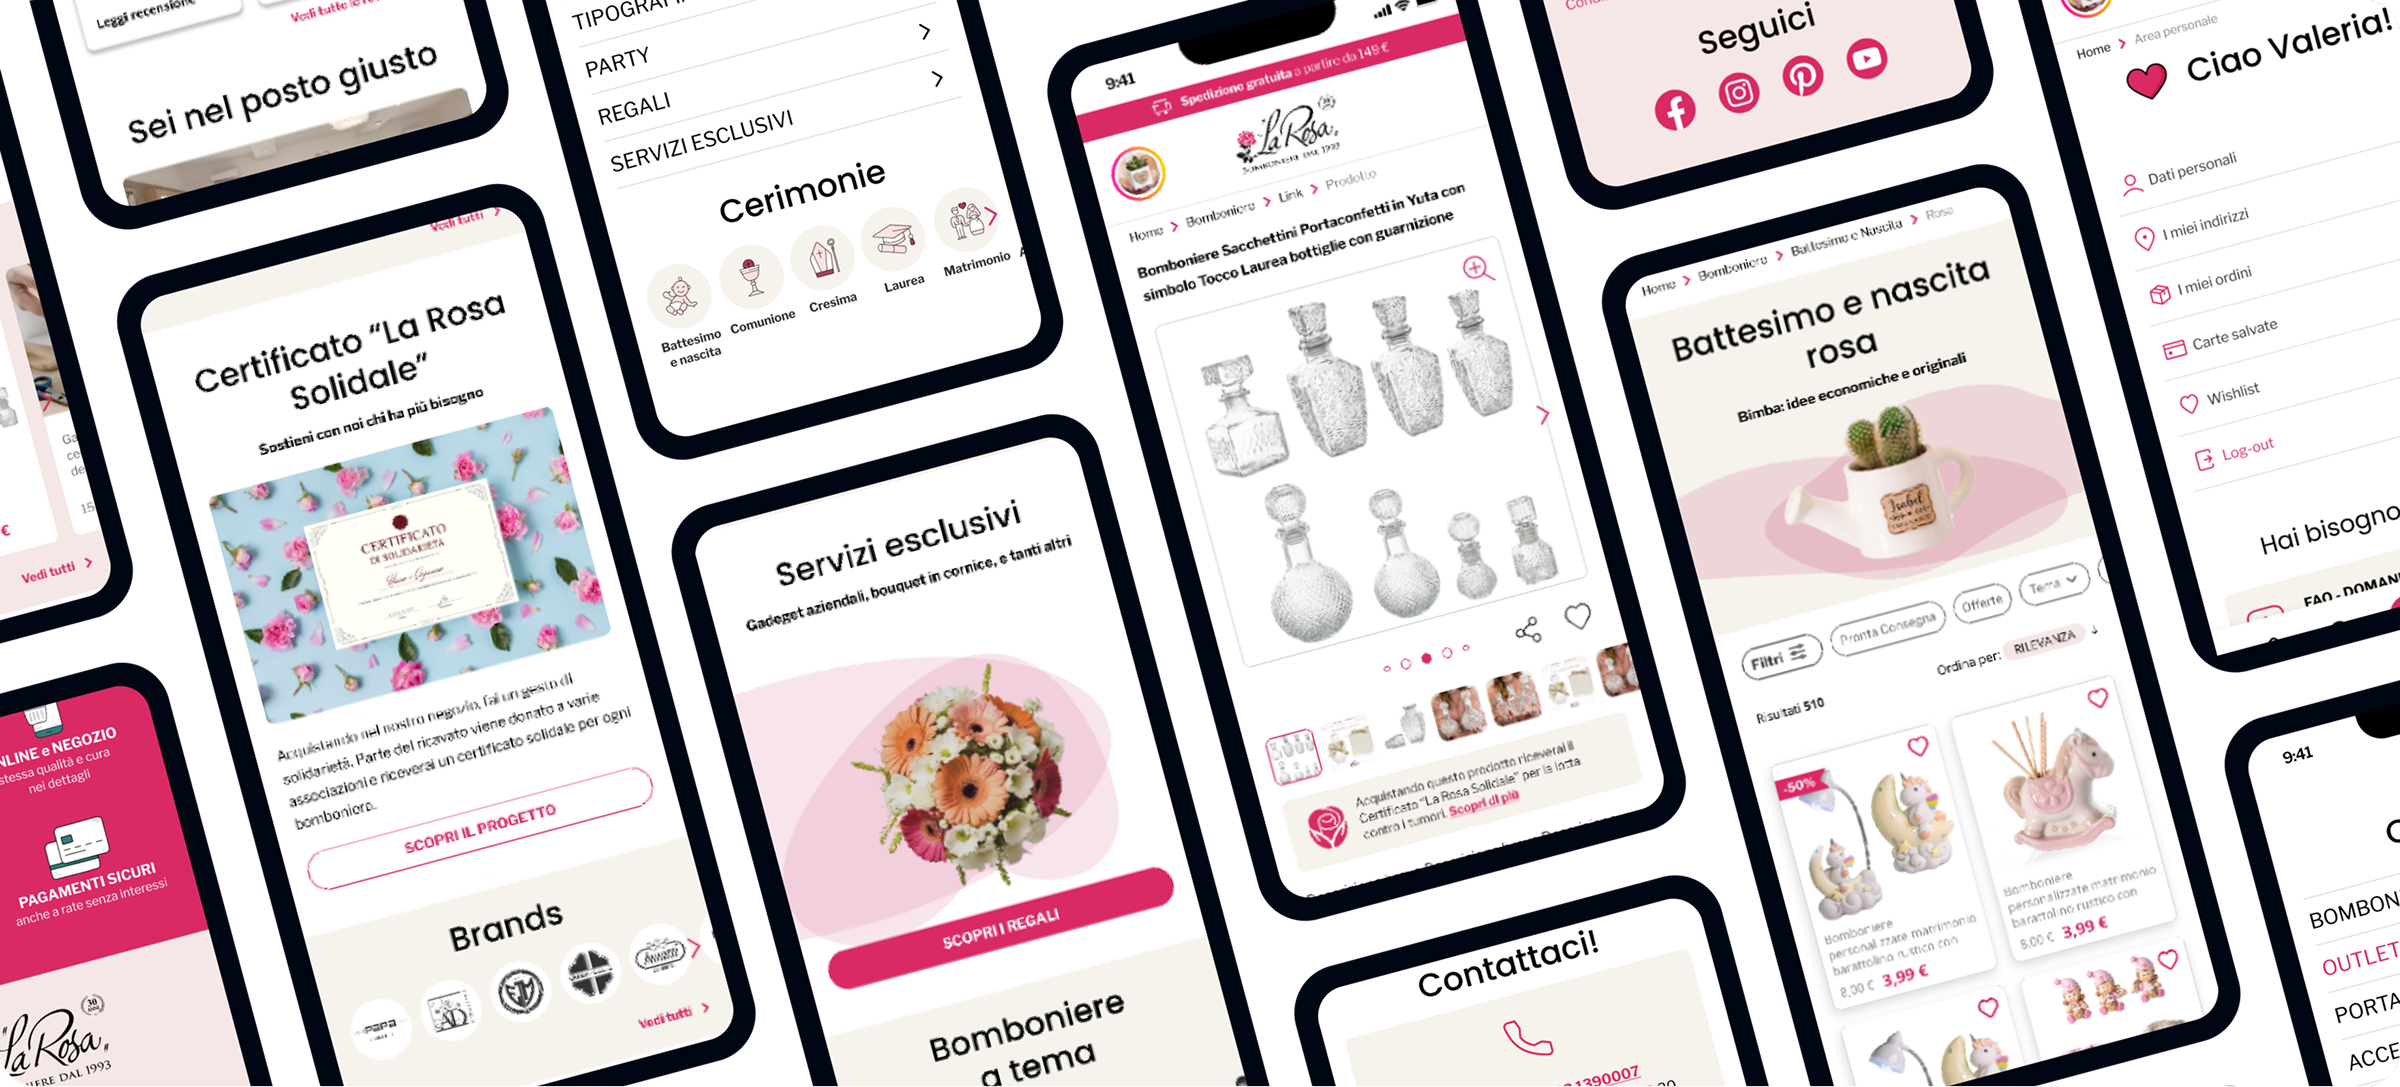 Leggi recensione
Sei nel posto giusto
€
Vedi tutti
NLINE e NEGOZIO
stessa qualità e cura
nei dettagli
PAGAMENTI SICURI
anche a rate senza interessi
30
La Rosa
DAL 1993
Vedi tutti
Certificato “La Rosa
Solidale”
Sostieni con noi chi ha più bisogno
CERTIFICATO
DI SOLIDARIETÀ
Acquistando nel nostro negozio, fai un gesto di
solidarietà. Parte del ricavato viene donato a varie
associazioni e riceverai un certificato solidale per ogni
bomboniera.
SCOPRI IL PROGETTO
Brands
PAPA
AD
Vedi tutti
PARTY
REGALI
SERVIZI ESCLUSIVI
Cerimonie
Battesimo
e nascita
Comunione
Cresima
Laurea
Matrimonio
Servizi esclusivi
Gadeget aziendali, bouquet in cornice, e tanti altri
SCOPRI I REGALI
Bomboniere
a tema
9:41
Spedizione gratuita a partire da 149 €
La Rosa
BOMBONIERE DAL 1993
Home
Bomboniere
Link
Prodotto
Bomboniere Sacchettini Portaconfetti in Yuta con
simbolo Tocco Laurea bottiglie con guarnizione
Acquistando questo prodotto riceverai il
Certificato “La Rosa Solidale” per la lotta
contro i tumori. Scopri di più
Contattaci!
1390007
Seguici
Home
Bomboniere
Battesimo e Nascita
Rosa
Battesimo e nascita
rosa
Bimba: idee economiche e originali
Isabel
Filtri
Pronta Consegna
Offerte
Tema
Ordina per: RILEVANZA
Risultati 510
-50%
Bomboniere
personalizzate matrimonio
barattolino rustico con
8,00 € 3,99 €
Bomboniere
personalizzate matrimonio
barattolino rustico con
8,00 € 3,99 €
Home
Area personale
Ciao Valeria!
Dati personali
I miei indirizzi
I miei ordini
Carte salvate
Wishlist
Log-out
Hai bisogno
FAQ - DOMAN
9:41
BOMBON
OUTLET
PORTA
ACCE